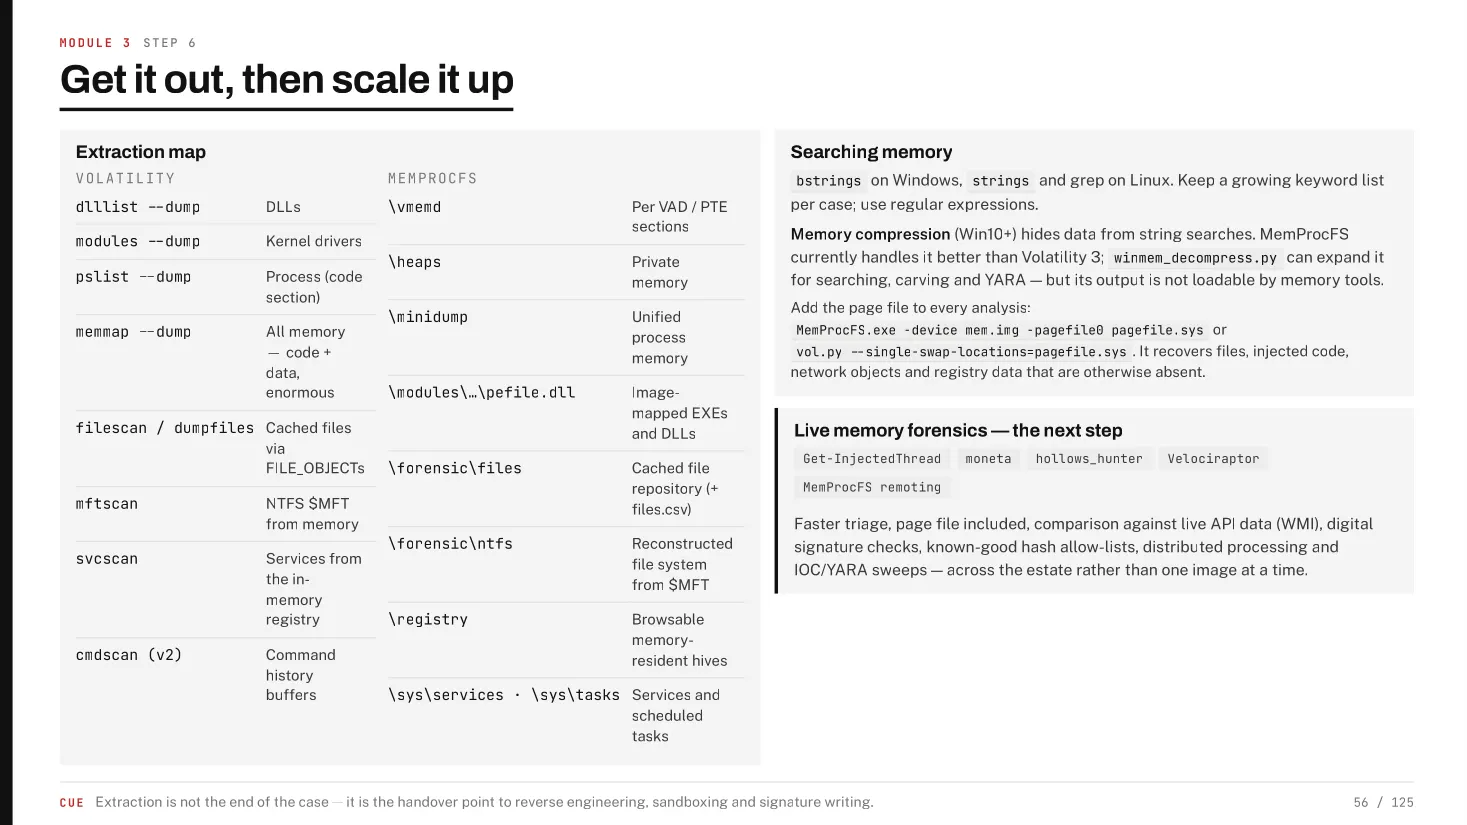 MODULE 3 STEP 6
Get it out, then scale it up
Extraction map
VOLATILITY
dlllist --dump DLLs
modules --dump Kernel drivers
pslist --dump Process (code
section)
memmap --dump All memory
— code +
data,
enormous
filescan / dumpfiles Cached files
via
FILE_OBJECTs
mftscan NTFS $MFT
from memory
svcscan Services from
the in-
memory
registry
cmdscan (v2) Command
history
buffers
MEMPROCFS
\vmemd Per VAD / PTE
sections
\heaps Private
memory
\minidump Unified
process
memory
\modules\…\pefile.dll Image-
mapped EXEs
and DLLs
\forensic\files Cached file
repository (+
files.csv)
\forensic\ntfs Reconstructed
file system
from $MFT
\registry Browsable
memory-
resident hives
\sys\services · \sys\tasks Services and
scheduled
tasks
Searching memory
bstrings on Windows, strings and grep on Linux. Keep a growing keyword list
per case; use regular expressions.
Memory compression (Win10+) hides data from string searches. MemProcFS
currently handles it better than Volatility 3; winmem_decompress.py can expand it
for searching, carving and YARA — but its output is not loadable by memory tools.
Add the page file to every analysis:
MemProcFS.exe -device mem.img -pagefile0 pagefile.sys or
vol.py --single-swap-locations=pagefile.sys . It recovers files, injected code,
network objects and registry data that are otherwise absent.
Live memory forensics — the next step
Get-InjectedThread moneta hollows_hunter Velociraptor
MemProcFS remoting
Faster triage, page file included, comparison against live API data (WMI), digital
signature checks, known-good hash allow-lists, distributed processing and
IOC/YARA sweeps — across the estate rather than one image at a time.
CUE Extraction is not the end of the case — it is the handover point to reverse engineering, sandboxing and signature writing.
56 / 125